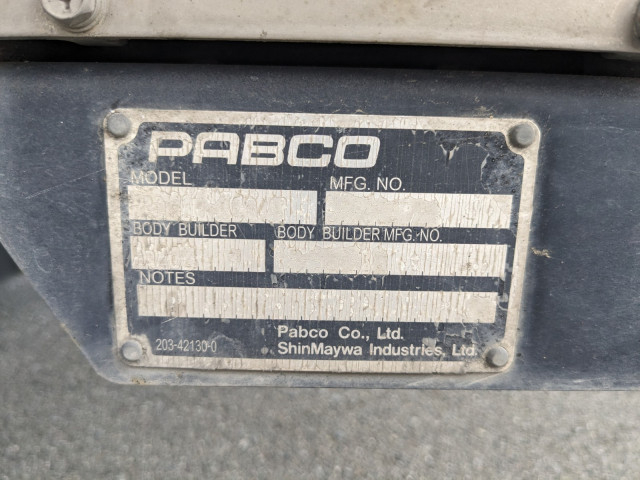 PABCO
MODEL MFG. NO.
BODY BUILDER BODY BUILDER MFG. NO.
NOTES
Pabco Co., Ltd.
203-42130-0 ShinMaywa Industries, Ltd.